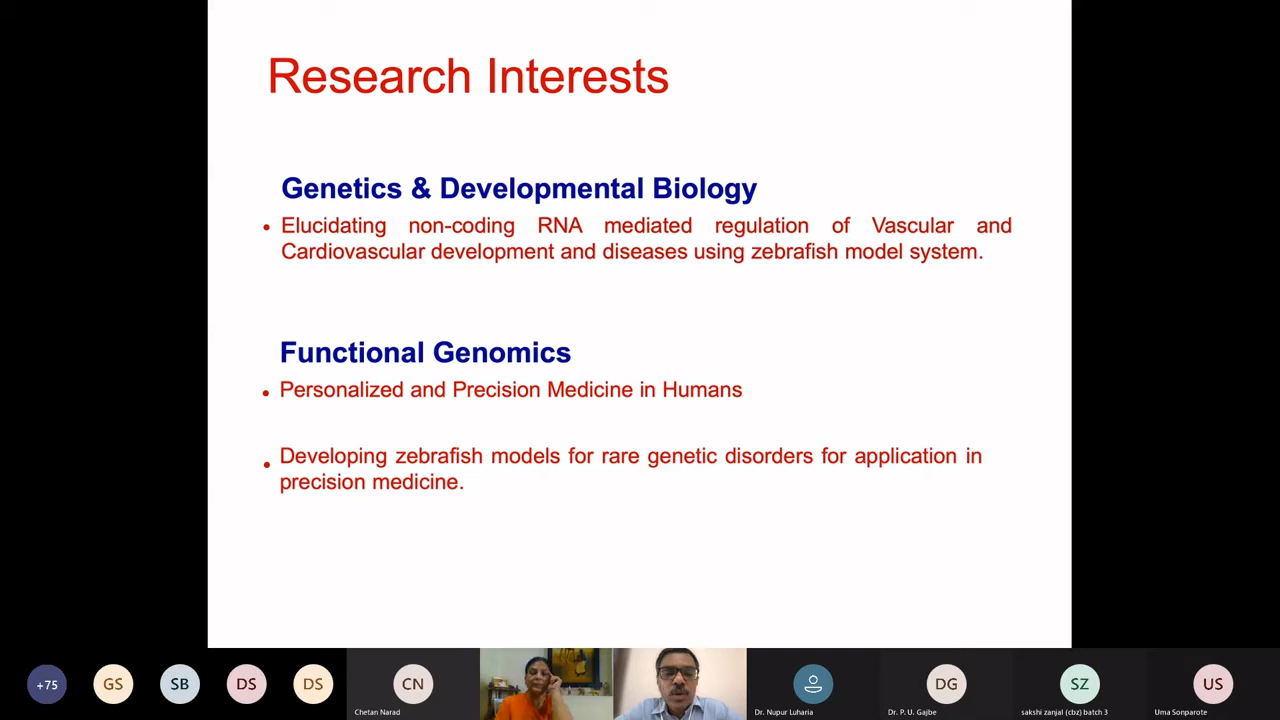 Research Interests
Genetics & Developmental Biology
• Elucidating non-coding RNA mediated regulation of Vascular and
Cardiovascular development and diseases using zebrafish model system.
Functional Genomics
• Personalized and Precision Medicine in Humans
• Developing zebrafish models for rare genetic disorders for application in
precision medicine.
+75
GS
SB
DS
DS
CN
DG
SZ
US
Chetan Narad
Dr. Nupur Luharia
Dr. P. U. Gajbe
sakshi zanjal (cbz) batch 3
Uma Sonparote